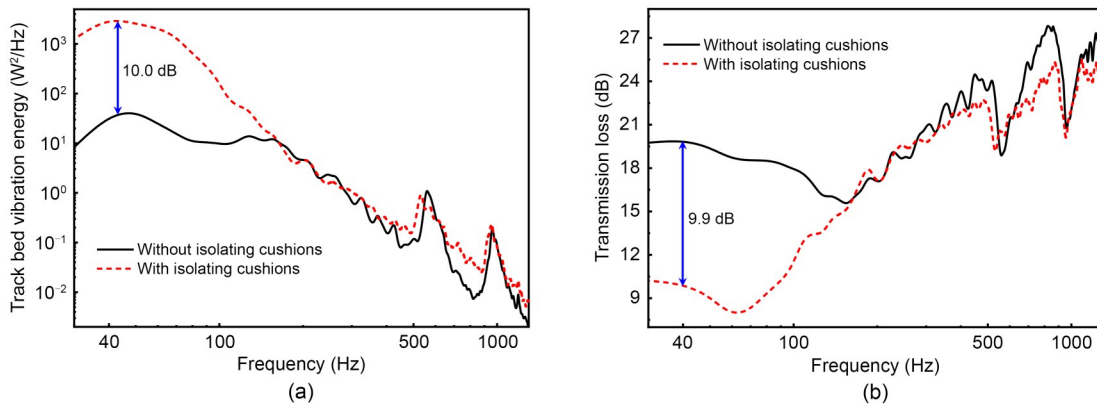 Track bed vibration energy (W²/Hz)
10³
10²
10¹
10⁰
10⁻¹
10⁻²
10.0 dB
Without isolating cushions
With isolating cushions
40
100
500
1000
Frequency (Hz)
(a)
Transmission loss (dB)
27
24
21
18
15
12
9
Without isolating cushions
With isolating cushions
9.9 dB
40
100
500
1000
Frequency (Hz)
(b)